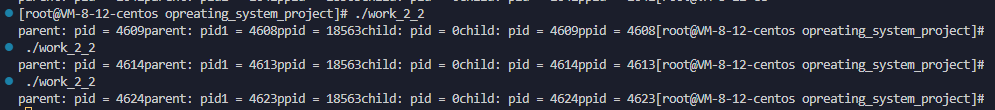 [root@VM-8-12-centos opreating_system_project]# ./work_2_2
parent: pid = 4609parent: pid1 = 4608ppid = 18563child: pid = 0child: pid = 4609ppid = 4608[root@VM-8-12-centos opreating_system_project]#
./work_2_2
parent: pid = 4614parent: pid1 = 4613ppid = 18563child: pid = 0child: pid = 4614ppid = 4613[root@VM-8-12-centos opreating_system_project]#
./work_2_2
parent: pid = 4624parent: pid1 = 4623ppid = 18563child: pid = 0child: pid = 4624ppid = 4623[root@VM-8-12-centos opreating_system_project]#